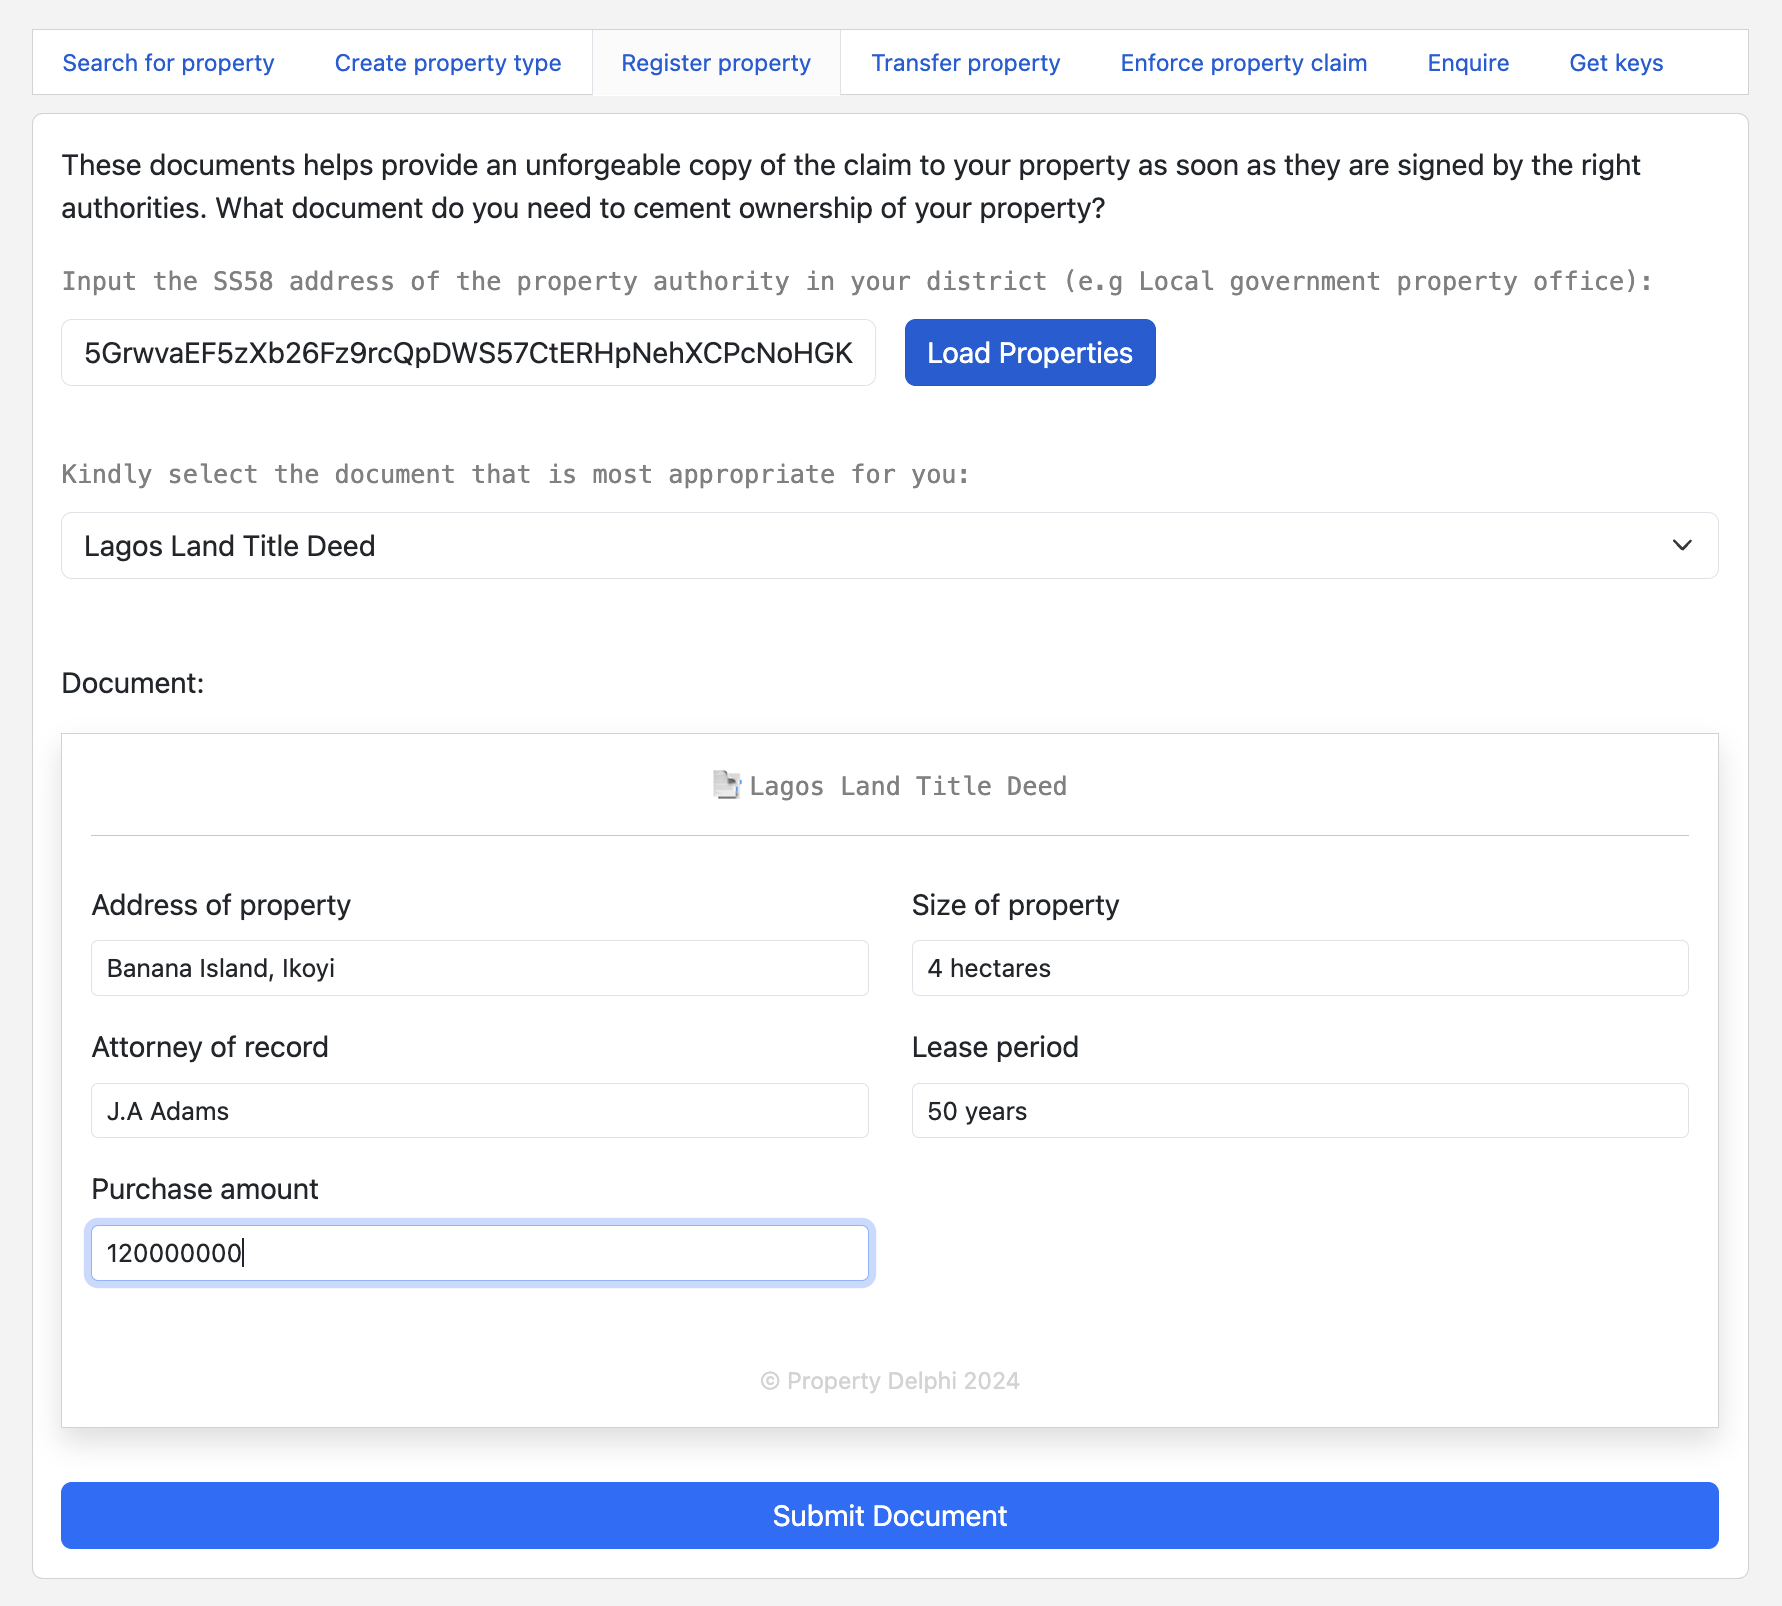 Search for property Create property type Register property Transfer property Enforce property claim Enquire Get keys
These documents helps provide an unforgeable copy of the claim to your property as soon as they are signed by the right
authorities. What document do you need to cement ownership of your property?
Input the SS58 address of the property authority in your district (e.g Local government property office):
5GrwvaEF5zXb26Fz9rcQpDWS57CtERHpNehXCPcNoHGK Load Properties
Kindly select the document that is most appropriate for you:
Lagos Land Title Deed
Document:
Lagos Land Title Deed
Address of property Size of property
Banana Island, Ikoyi 4 hectares
Attorney of record Lease period
J.A Adams 50 years
Purchase amount
120000000
© Property Delphi 2024
Submit Document